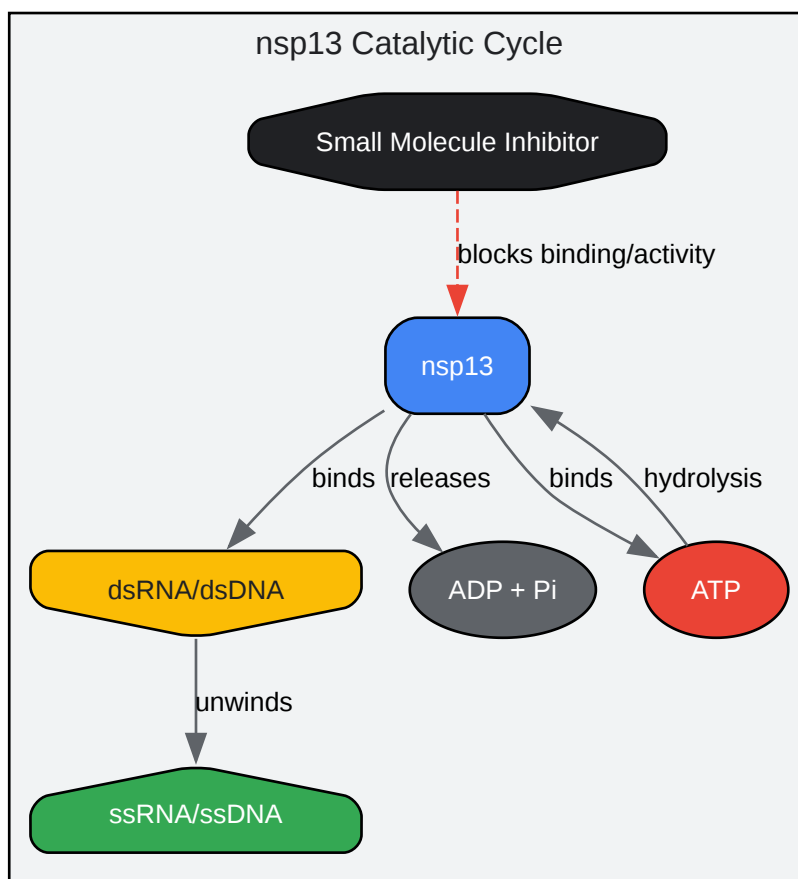 nsp13 Catalytic Cycle
Small Molecule Inhibitor
blocks binding/activity
nsp13
binds
releases
binds
hydrolysis
dsRNA/dsDNA
ADP + Pi
ATP
unwinds
ssRNA/ssDNA